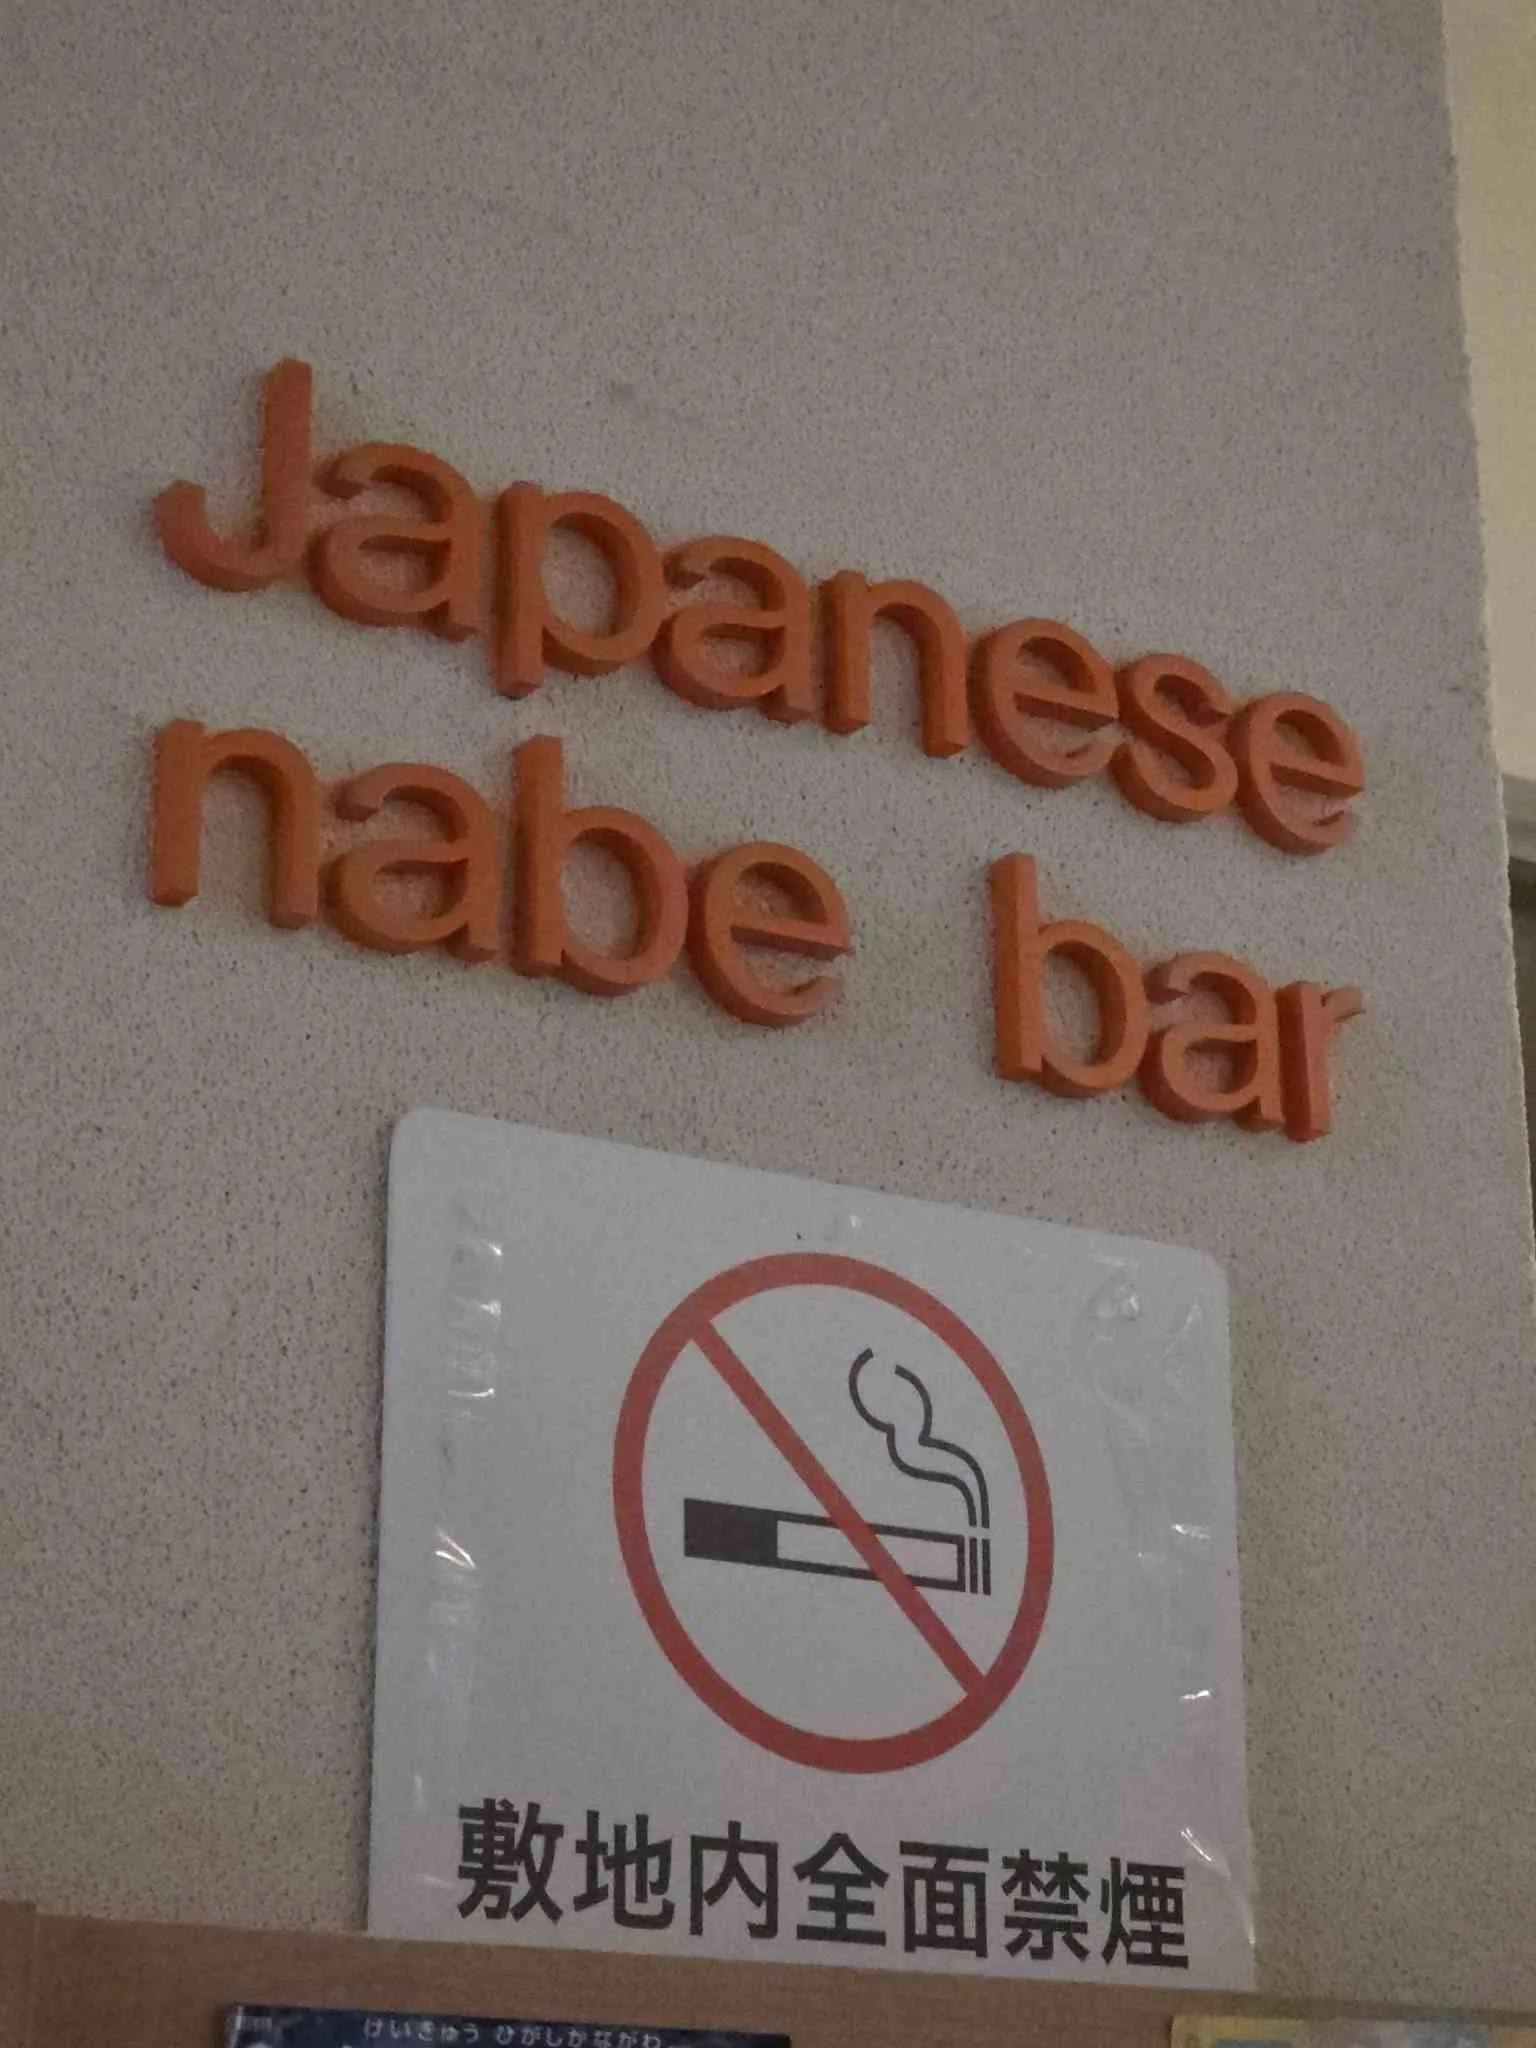 Japanese
nabe bar
敷地内全面禁煙
けいきゅう ひがしかながわ